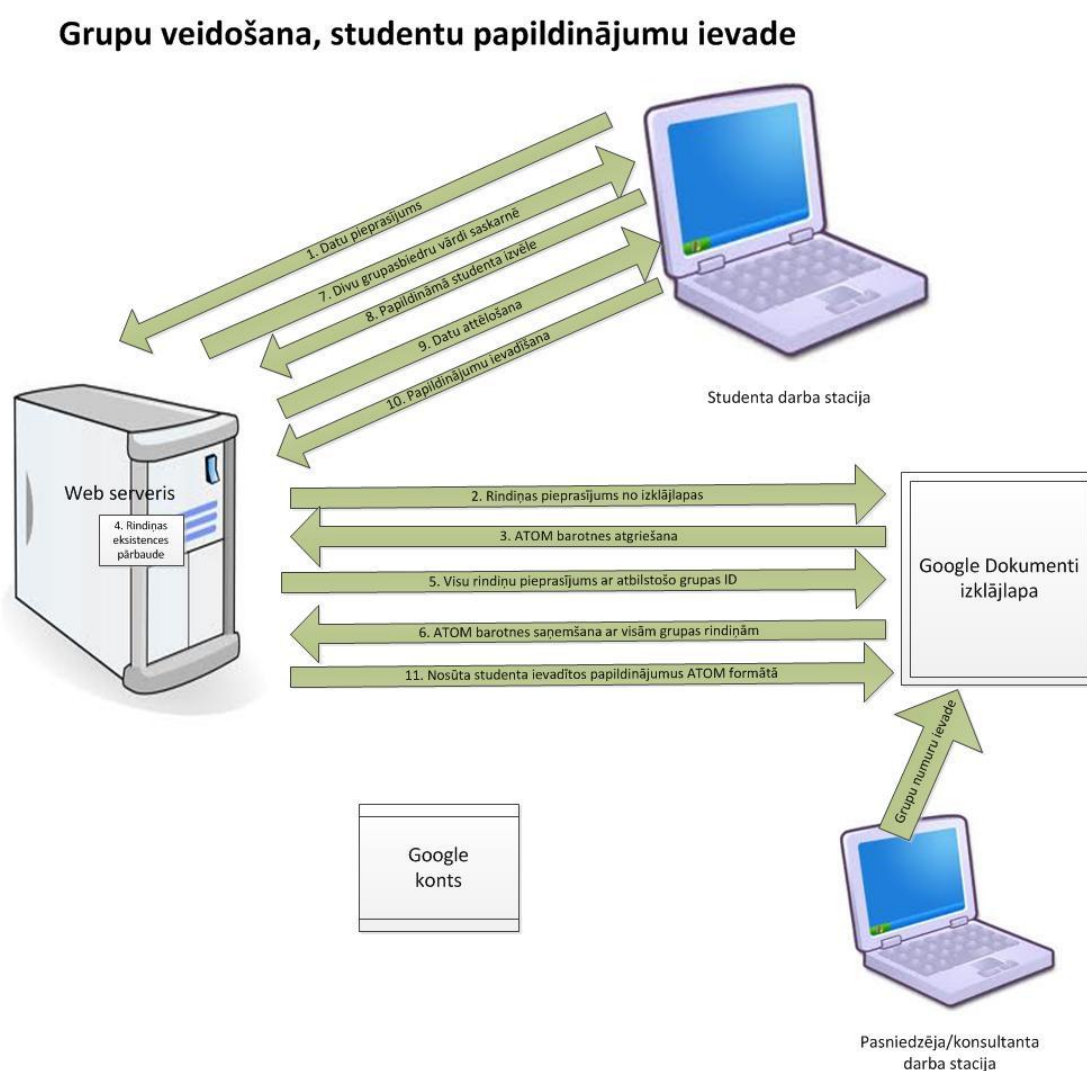 Grupu veidošana, studentu papildinājumu ievade
1. Datu pieprasījums
7. Divu grupasbiedru vārdi saskarnē
8. Papildināmā studenta izvēle
9. Datu attēlošana
10. Papildinājumu ievadīšana
Studenta darba stacija
Web serveris
4. Rindiņas
eksistences
pārbaude
2. Rindiņas pieprasījums no izklājlapas
3. ATOM barotnes atgriešana
5. Visu rindiņu pieprasījums ar atbilstošo grupas ID
6. ATOM barotnes saņemšana ar visām grupas rindiņām
11. Nosūta studenta ievadītos papildinājumus ATOM formātā
Google Dokumenti
izklājlapa
Grupu numuru ievade
Google
konts
Pasniedzēja/konsultanta
darba stacija